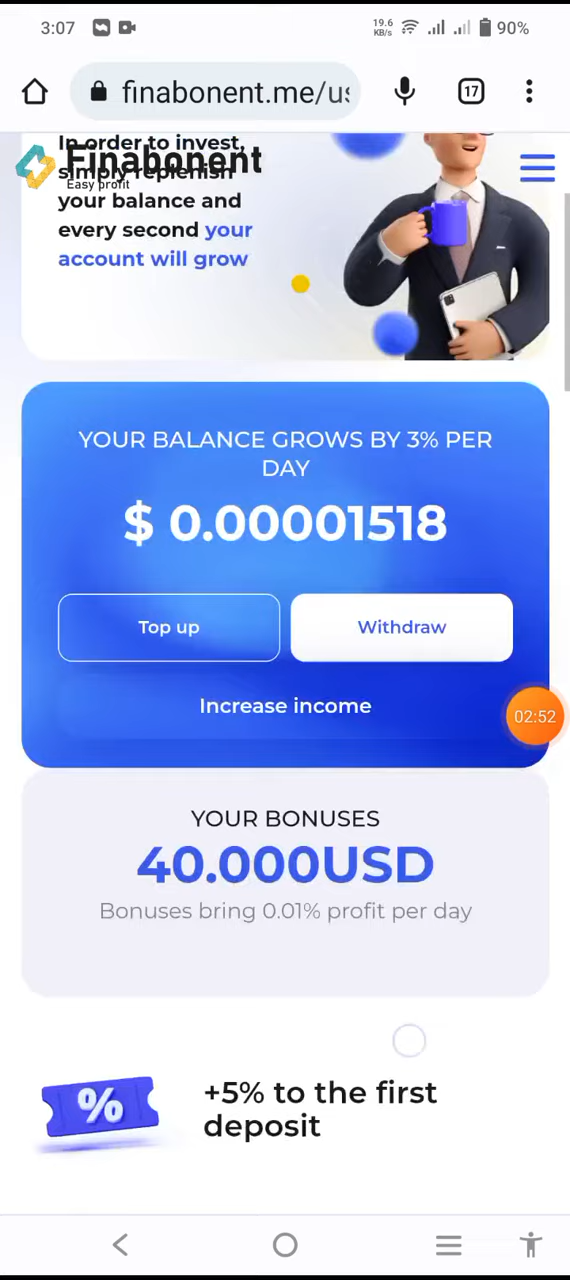 3:07
19.6
KB/s
90%
finabonent.me/us
17
In order to invest,
Finabonent
simply replenish
Easy profit
your balance and
every second your
account will grow
YOUR BALANCE GROWS BY 3% PER
DAY
$ 0.00001518
Top up
Withdraw
Increase income
02:52
YOUR BONUSES
40.000USD
Bonuses bring 0.01% profit per day
%
+5% to the first
deposit